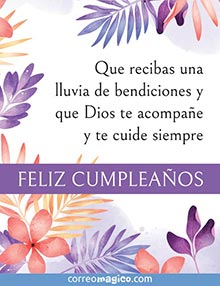 Que recibas una
lluvia de bendiciones y
que Dios te acompañe
y te cuide siempre
FELIZ CUMPLEAÑOS
correomagico.com